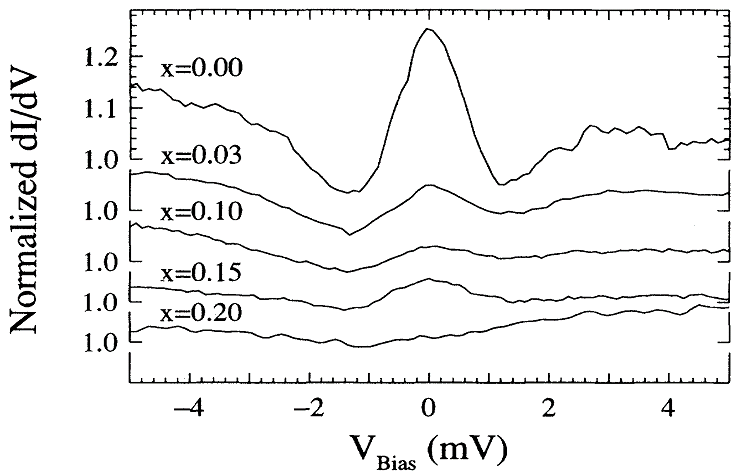 Normalized dI/dV
1.2
x=0.00
1.1
1.0
x=0.03
1.0
x=0.10
1.0
x=0.15
1.0
x=0.20
1.0
−4 −2 0 2 4
V_Bias (mV)